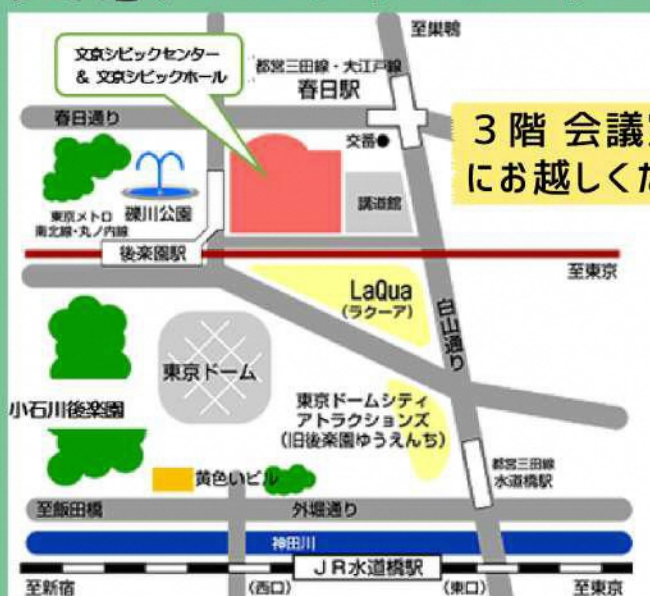 至巣鴨
文京シビックセンター
& 文京シビックホール
都営三田線・大江戸線
春日駅
春日通り
交番●
3階 会議
にお越しくだ
東京メトロ
南北線・丸ノ内線
礫川公園
講道館
後楽園駅
至東京
LaQua
(ラクーア)
白山通り
東京ドーム
小石川後楽園
東京ドームシティ
アトラクションズ
(旧後楽園ゆうえんち)
黄色いビル
都営三田線
水道橋駅
至飯田橋
外堀通り
神田川
JR水道橋駅
至新宿
(西口)
(東口)
至東京